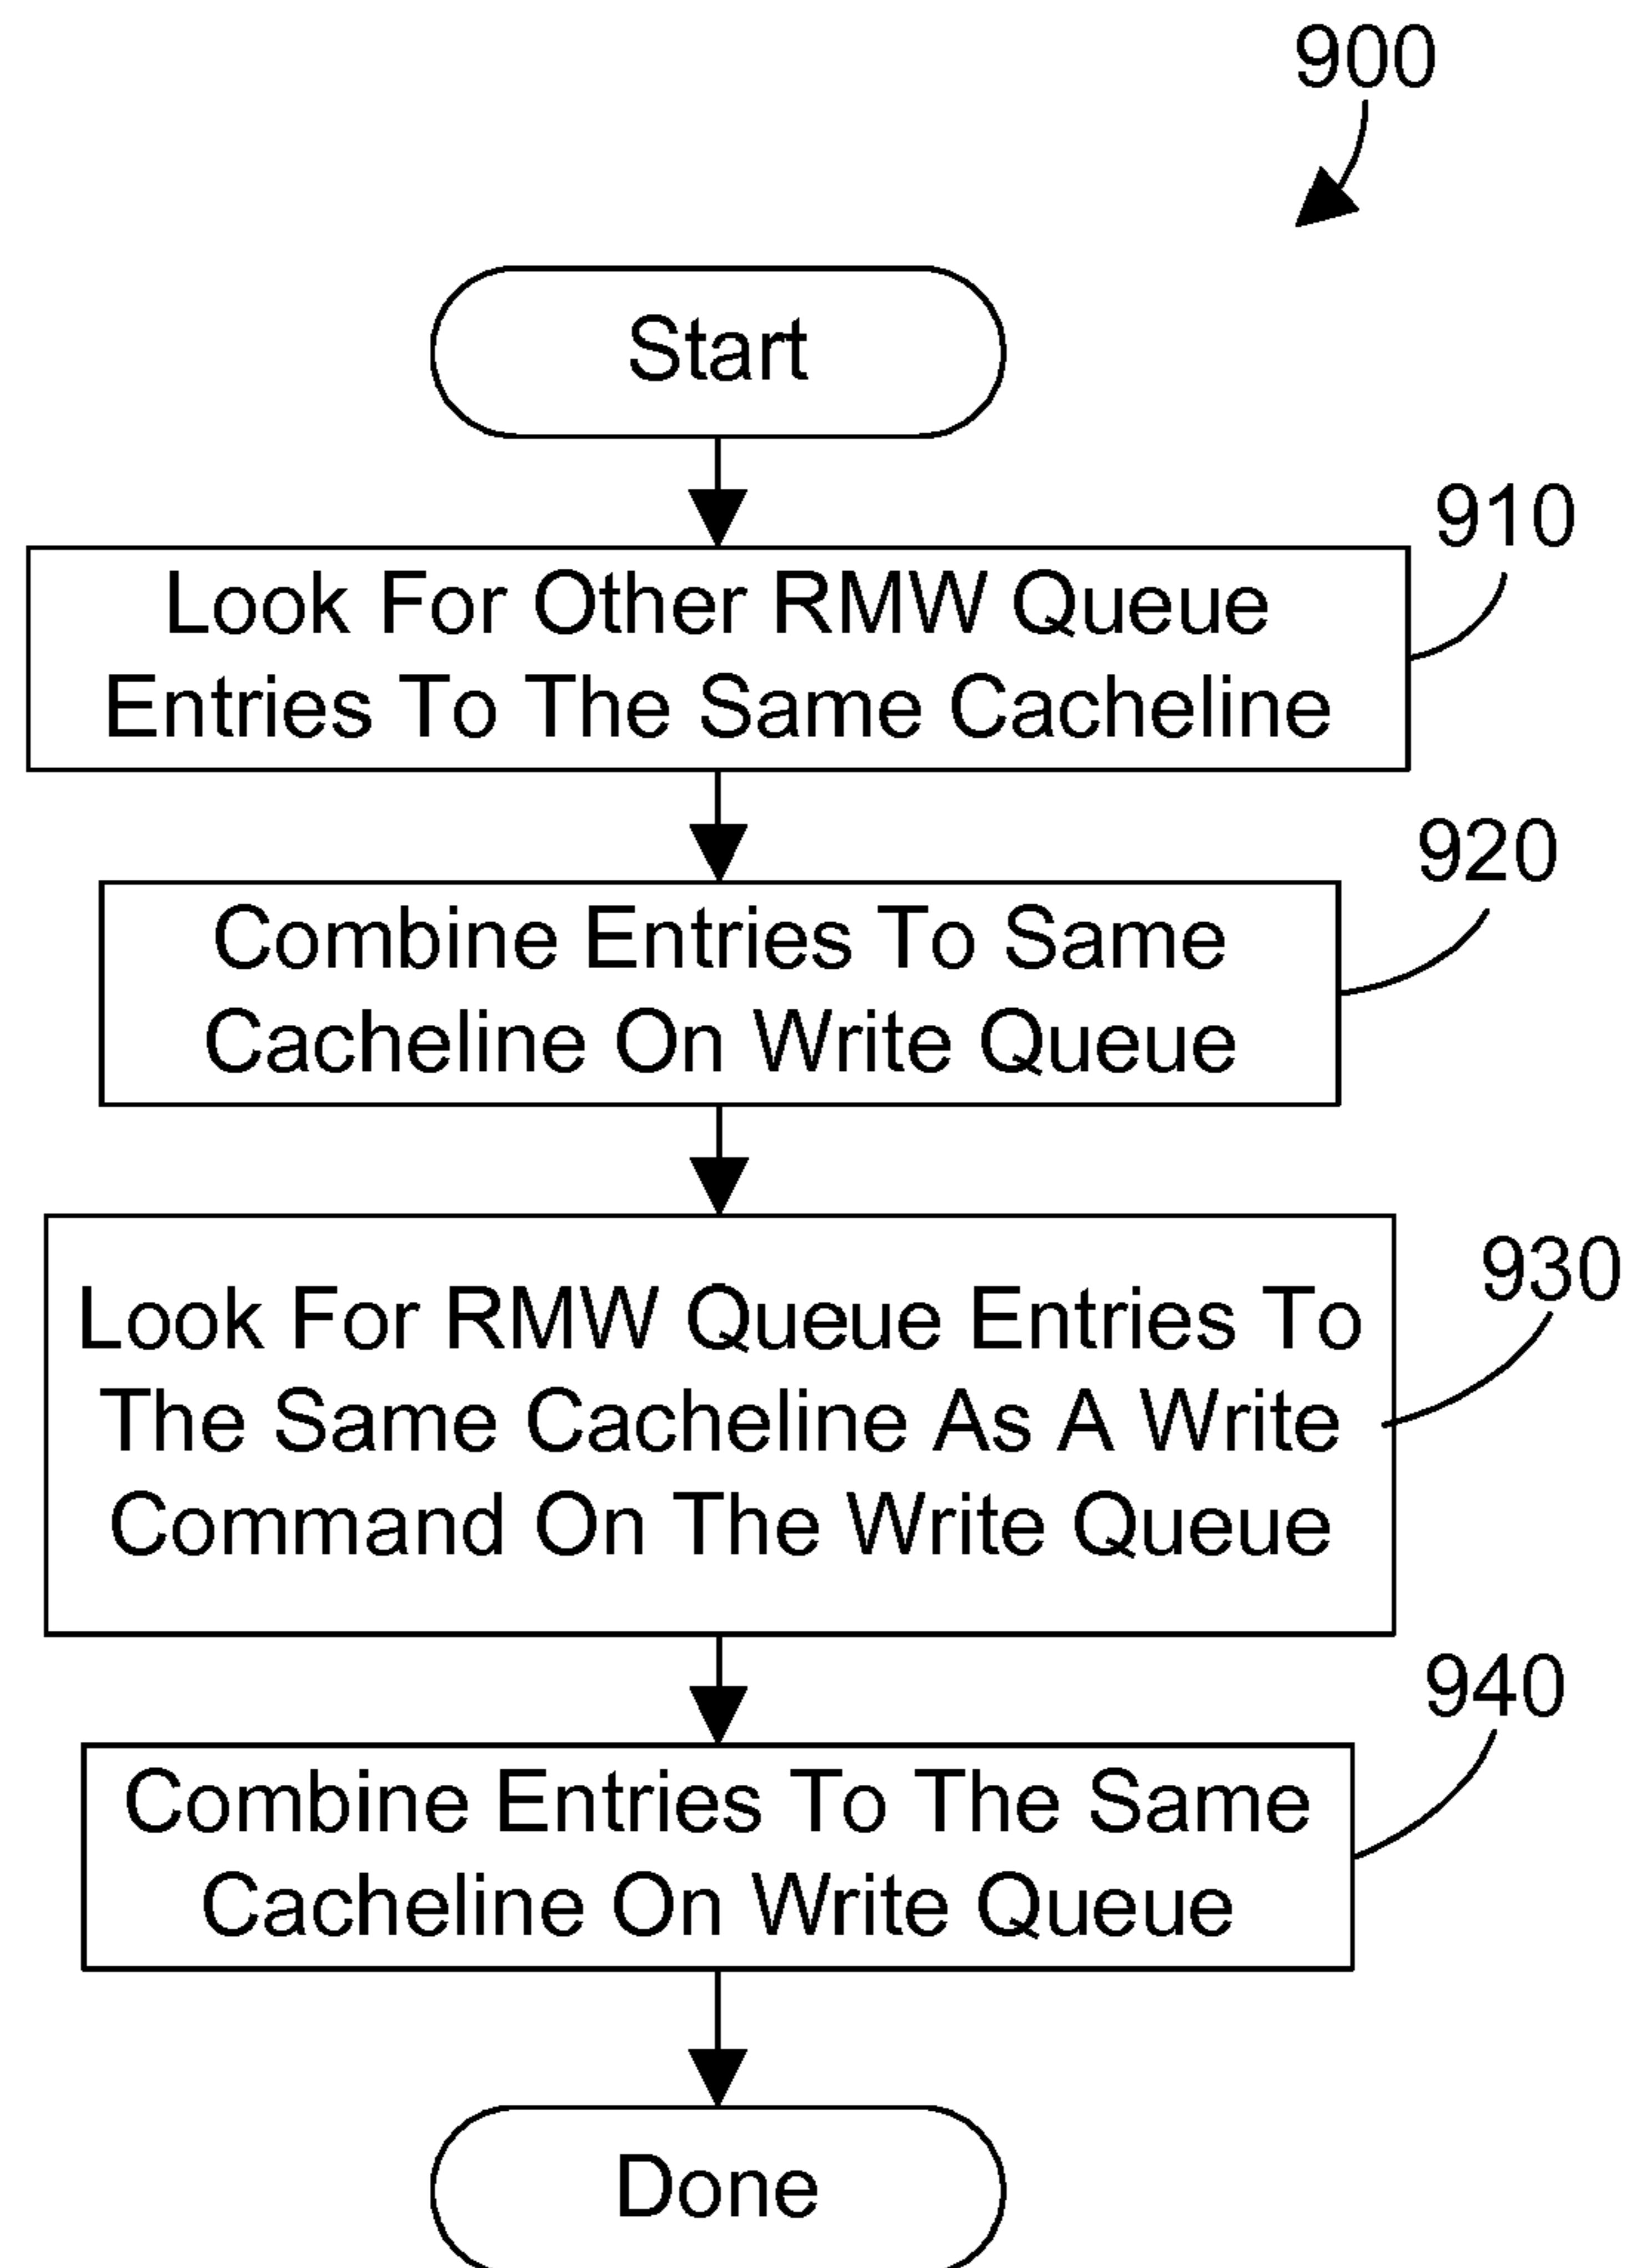 900
Start
910
Look For Other RMW Queue
Entries To The Same Cacheline
920
Combine Entries To Same
Cacheline On Write Queue
930
Look For RMW Queue Entries To
The Same Cacheline As A Write
Command On The Write Queue
940
Combine Entries To The Same
Cacheline On Write Queue
Done